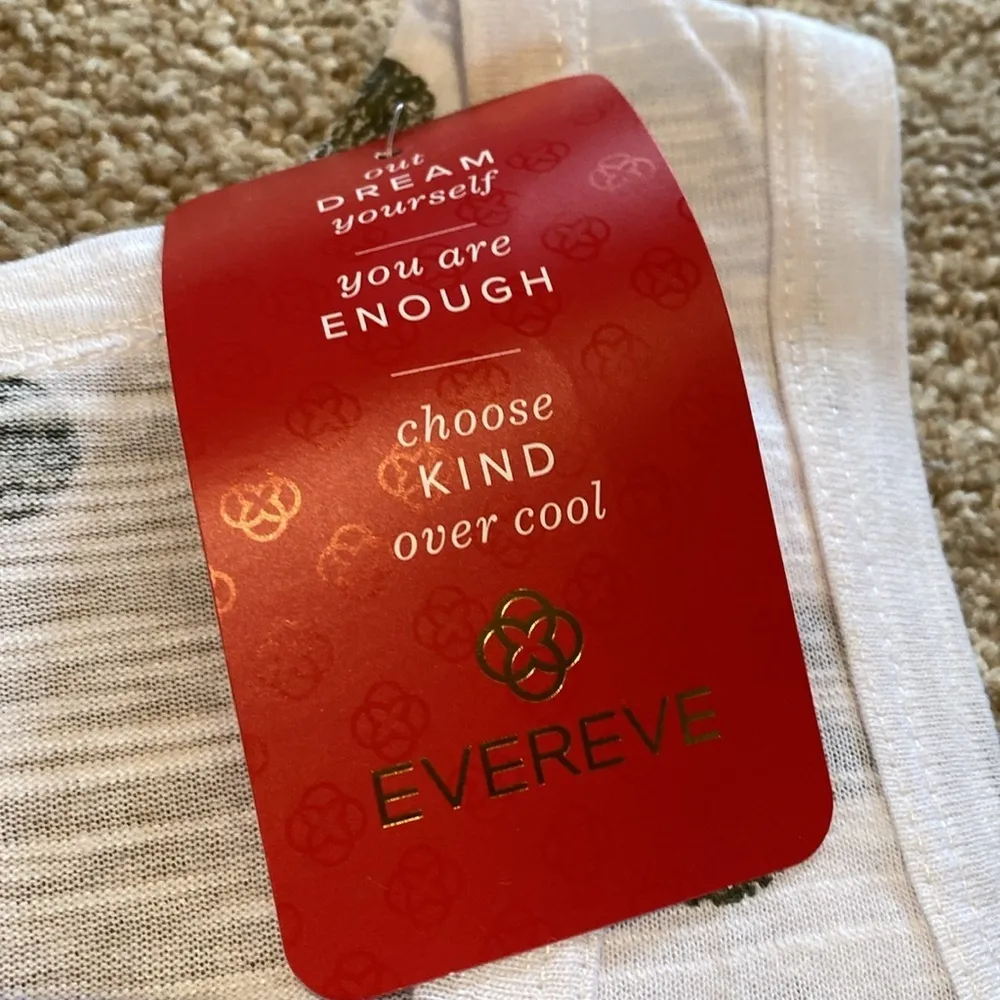 out
DREAM
yourself
you are
ENOUGH
choose
KIND
over cool
EVEREVE